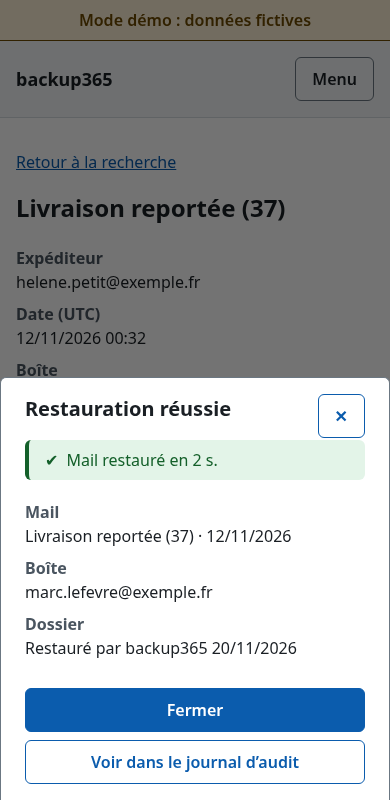 Mode démo : données fictives
backup365
Menu
Retour à la recherche
Livraison reportée (37)
Expéditeur
helene.petit@exemple.fr
Date (UTC)
12/11/2026 00:32
Boîte
Restauration réussie
×
✔ Mail restauré en 2 s.
Mail
Livraison reportée (37) · 12/11/2026
Boîte
marc.lefevre@exemple.fr
Dossier
Restauré par backup365 20/11/2026
Fermer
Voir dans le journal d’audit